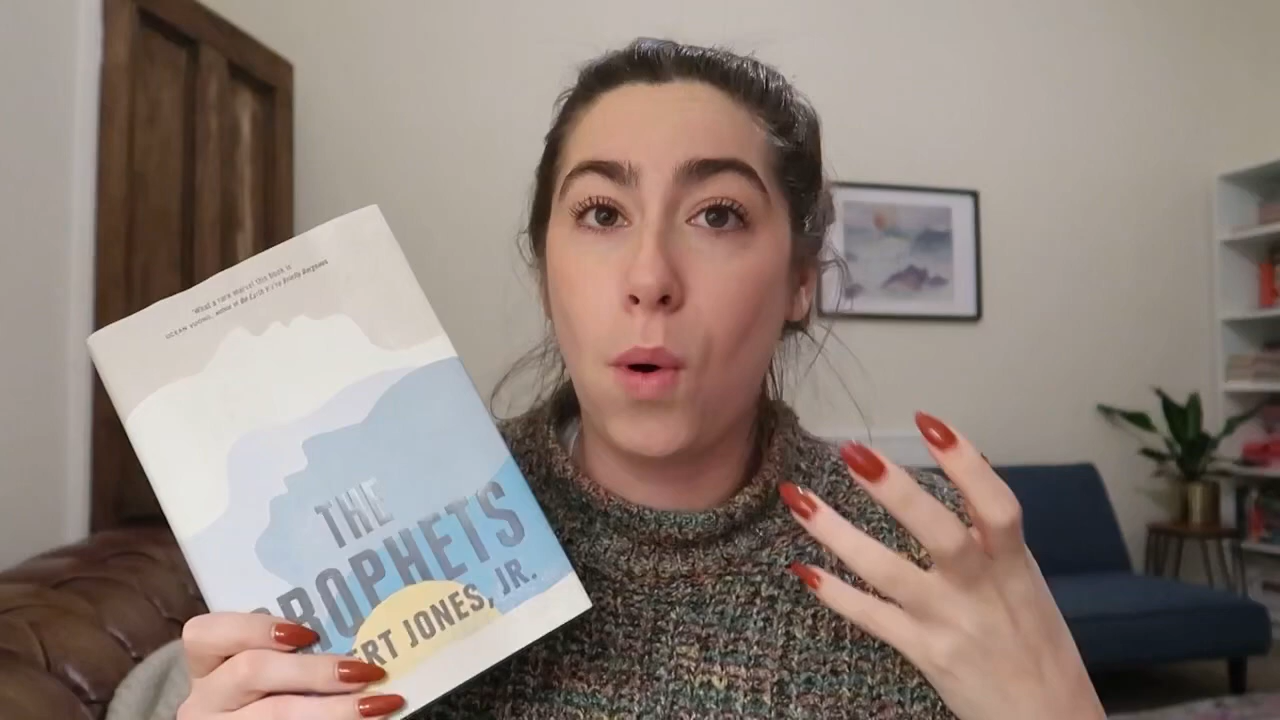 'What a rare marvel this book is'
OCEAN VUONG, author of On Earth We're Briefly Gorgeous
THE
PROPHETS
ERT JONES, JR.